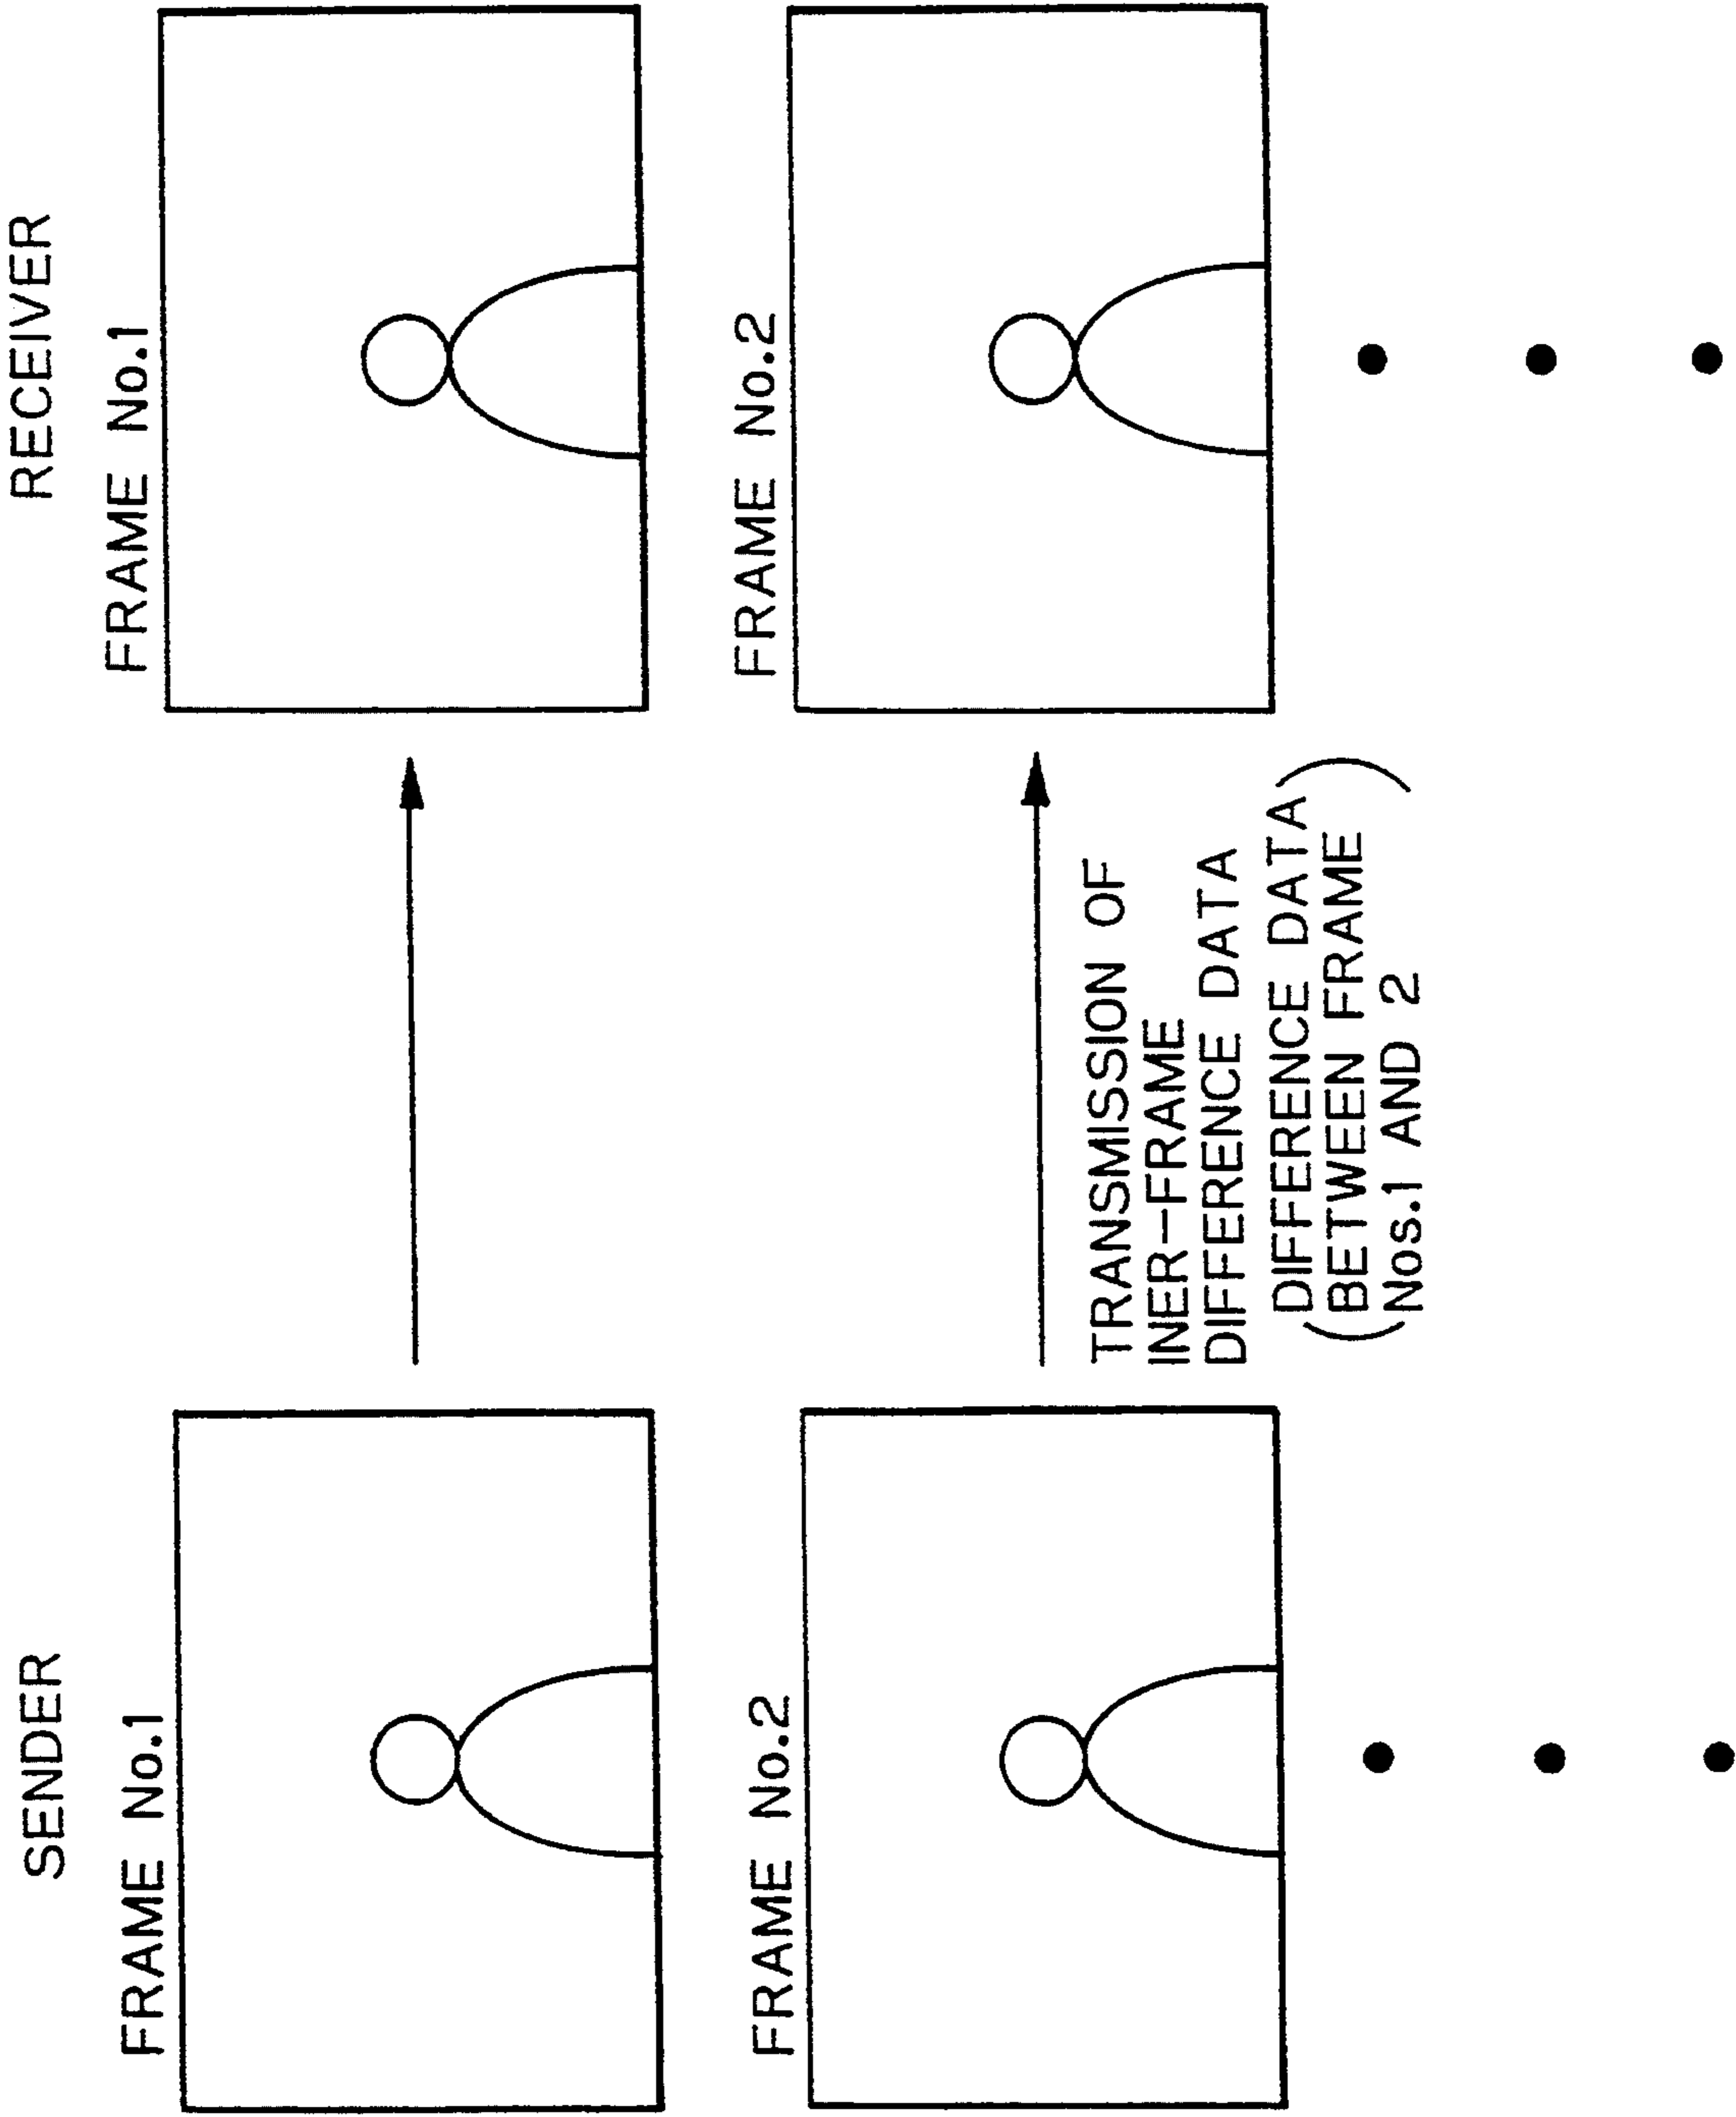 SENDER
RECEIVER
FRAME No.1
FRAME No.1
FRAME No.2
FRAME No.2
TRANSMISSION OF
INER-FRAME
DIFFERENCE DATA
DIFFERENCE DATA)
(BETWEEN FRAME )
Nos.1 AND 2